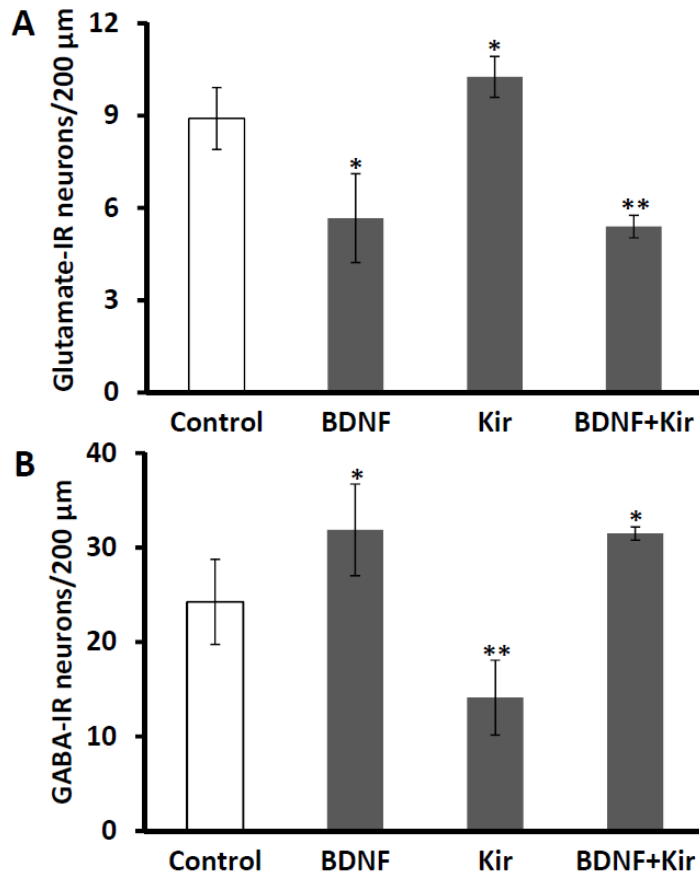 A
Glutamate-IR neurons/200 µm
12
9
6
3
0
*
*
**
Control BDNF Kir BDNF+Kir
B
GABA-IR neurons/200 µm
40
30
20
10
0
*
**
*
Control BDNF Kir BDNF+Kir